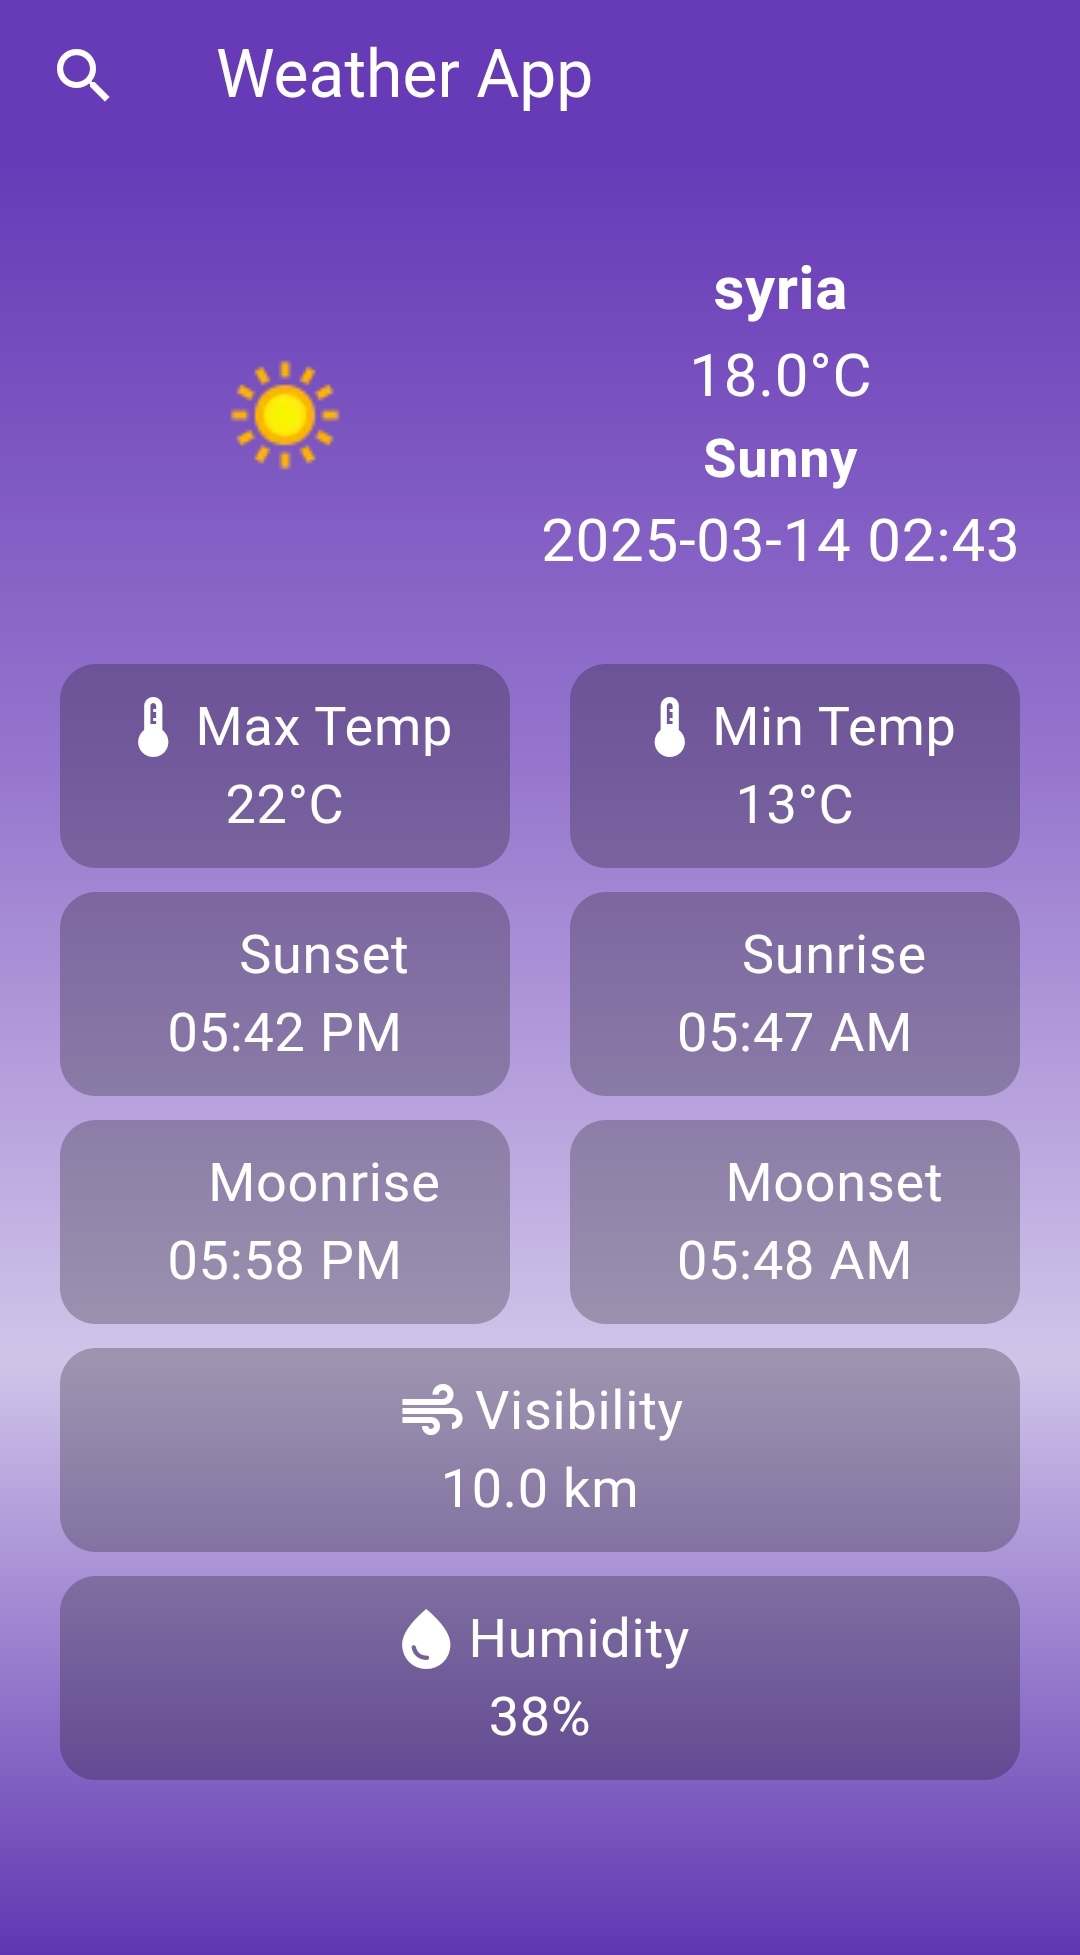 Weather App
syria
18.0°C
Sunny
2025-03-14 02:43
Max Temp
22°C
Min Temp
13°C
Sunset
05:42 PM
Sunrise
05:47 AM
Moonrise
05:58 PM
Moonset
05:48 AM
Visibility
10.0 km
Humidity
38%